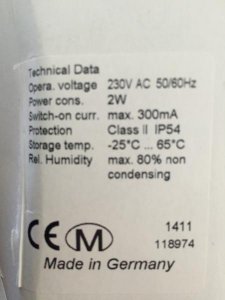 Technical Data
Opera. voltage 230V AC 50/60Hz
Power cons. 2W
Switch-on curr. max. 300mA
Protection Class II IP54
Storage temp. -25°C ... 65°C
Rel. Humidity max. 80% non
condensing
CE M 1411
118974
Made in Germany